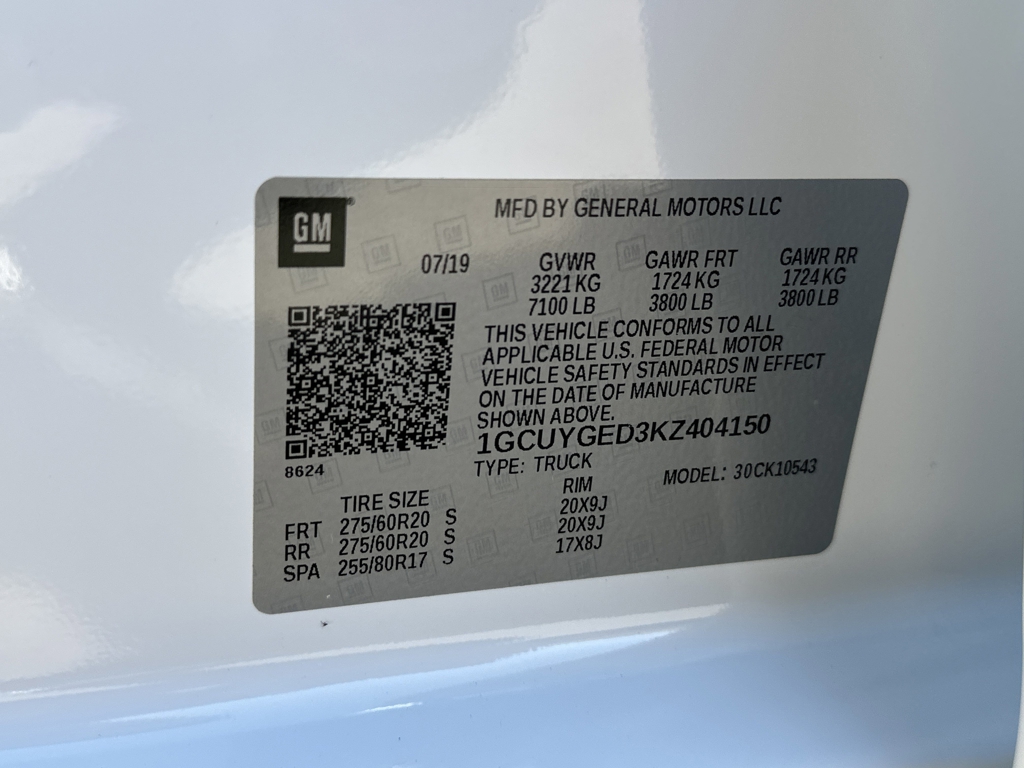 GM
MFD BY GENERAL MOTORS LLC
07/19 GVWR GAWR FRT GAWR RR
3221 KG 1724 KG 1724 KG
7100 LB 3800 LB 3800 LB
THIS VEHICLE CONFORMS TO ALL
APPLICABLE U.S. FEDERAL MOTOR
VEHICLE SAFETY STANDARDS IN EFFECT
ON THE DATE OF MANUFACTURE
SHOWN ABOVE.
1GCUYGED3KZ404150
8624
TYPE: TRUCK MODEL: 30CK10543
TIRE SIZE RIM
FRT 275/60R20 S 20X9J
RR 275/60R20 S 20X9J
SPA 255/80R17 S 17X8J